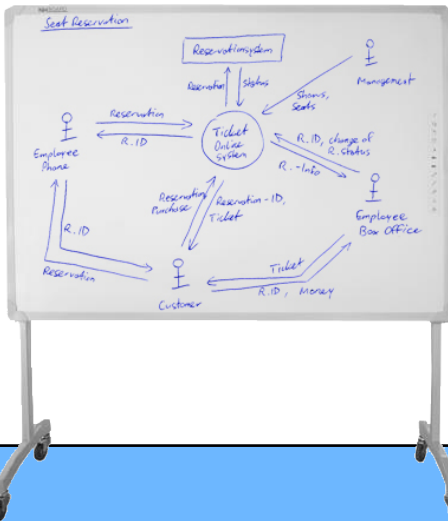 Seat Reservation
Reservationsystem
Reservation
Status
Management
Shows,
Seats
Reservation
R.ID
Employee
Phone
Ticket
Online
System
R.ID, change of
R.status
R.-Info
Employee
Box Office
Reservation
Purchase
Reservation-ID,
Ticket
R.ID
Reservation
Customer
Ticket
R.ID, Money